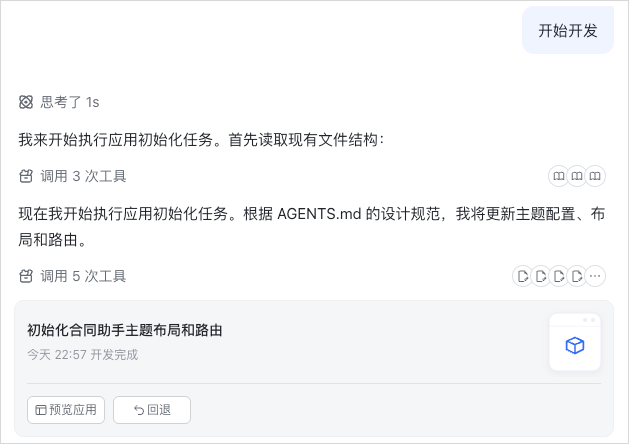 开始开发
思考了 1s
我来开始执行应用初始化任务。首先读取现有文件结构：
调用 3 次工具
现在我开始执行应用初始化任务。根据 AGENTS.md 的设计规范，我将更新主题配置、布
局和路由。
调用 5 次工具
初始化合同助手主题布局和路由
今天 22:57 开发完成
预览应用
回退